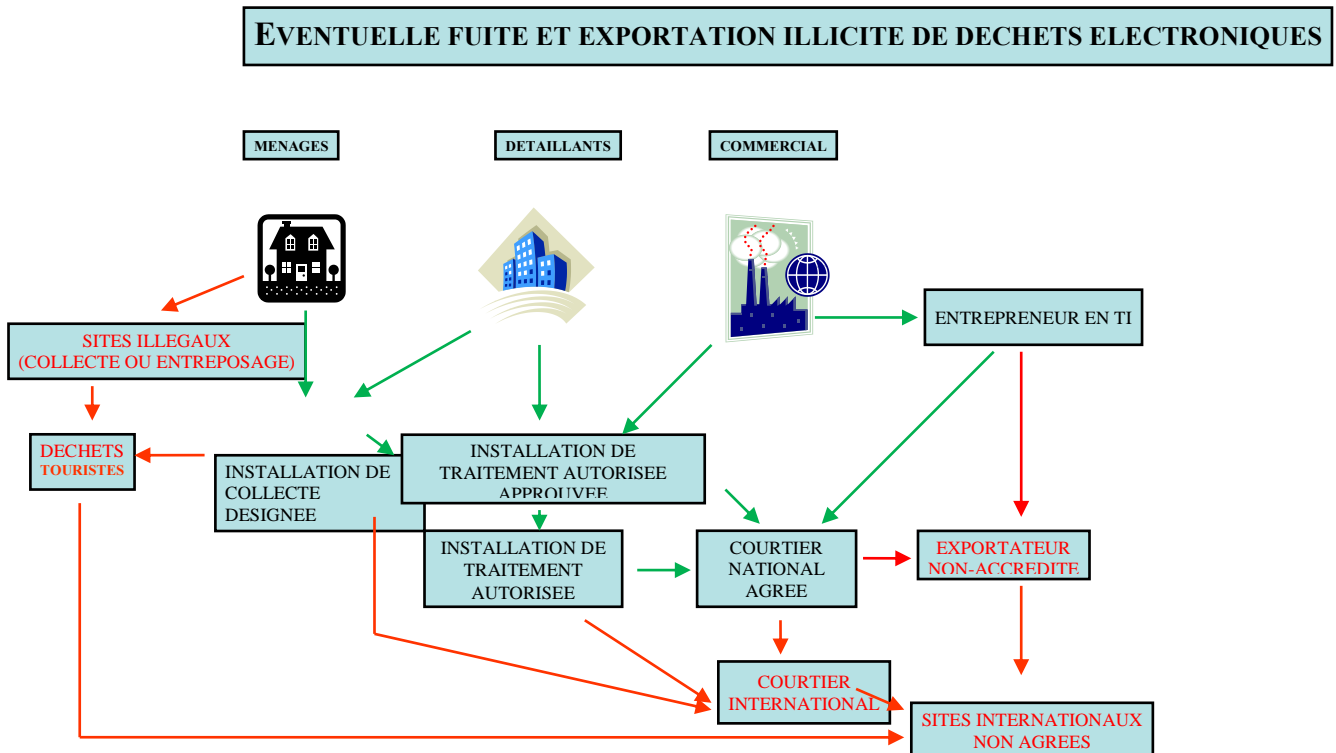 EVENTUELLE FUITE ET EXPORTATION ILLICITE DE DECHETS ELECTRONIQUES
MENAGES
DETAILLANTS
COMMERCIAL
ENTREPRENEUR EN TI
SITES ILLEGAUX
(COLLECTE OU ENTREPOSAGE)
DECHETS
TOURISTES
INSTALLATION DE
COLLECTE
DESIGNEE
INSTALLATION DE
TRAITEMENT AUTORISEE
APPROUVEE
INSTALLATION DE
TRAITEMENT
AUTORISEE
COURTIER
NATIONAL
AGREE
EXPORTATEUR
NON-ACCREDITE
COURTIER
INTERNATIONAL
SITES INTERNATIONAUX
NON AGREES